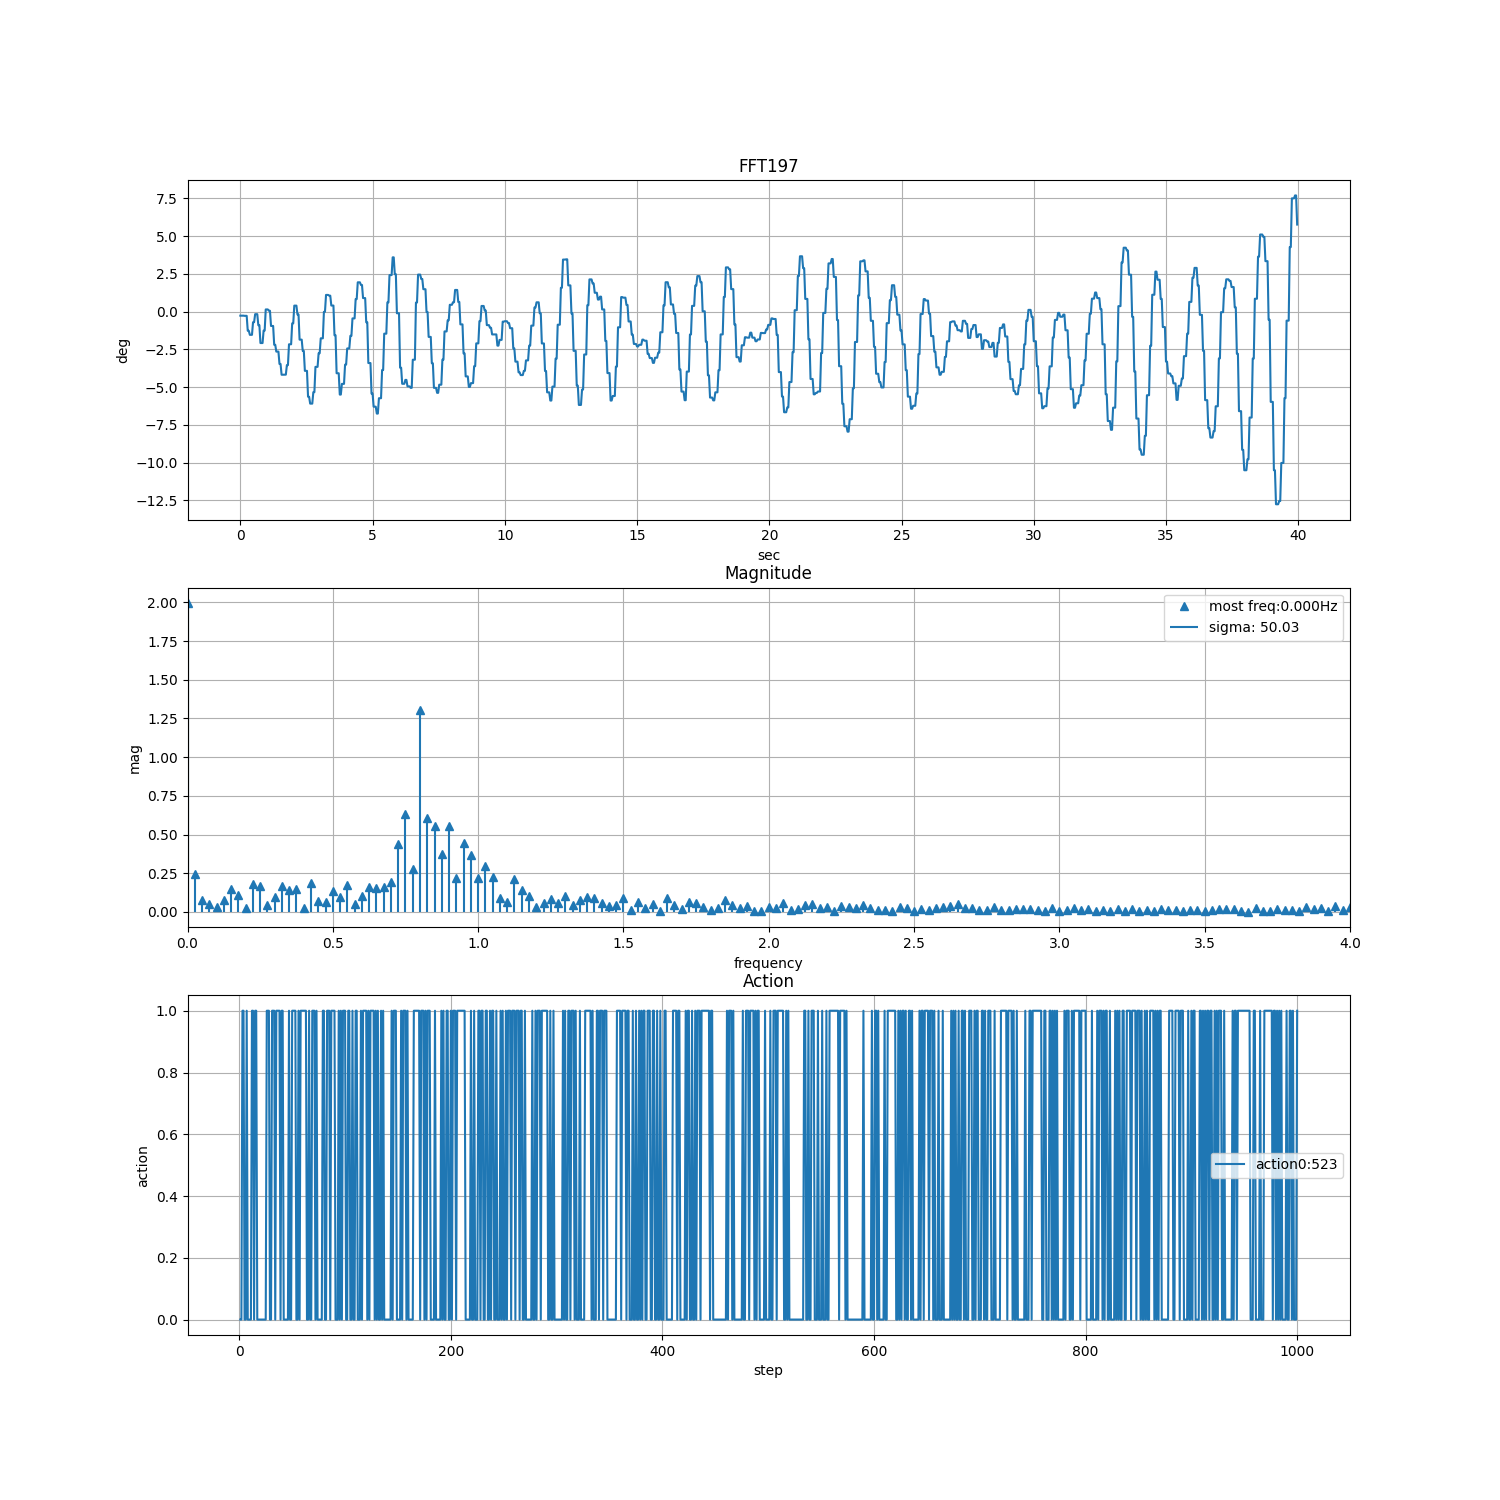 FFT197
7.5
5.0
2.5
0.0
−2.5
−5.0
−7.5
−10.0
−12.5
deg
0 5 10 15 20 25 30 35 40
sec
Magnitude
2.00
1.75
1.50
1.25
1.00
0.75
0.50
0.25
0.00
mag
most freq:0.000Hz
sigma: 50.03
0.0 0.5 1.0 1.5 2.0 2.5 3.0 3.5 4.0
frequency
Action
1.0
0.8
0.6
0.4
0.2
0.0
action
action0:523
0 200 400 600 800 1000
step